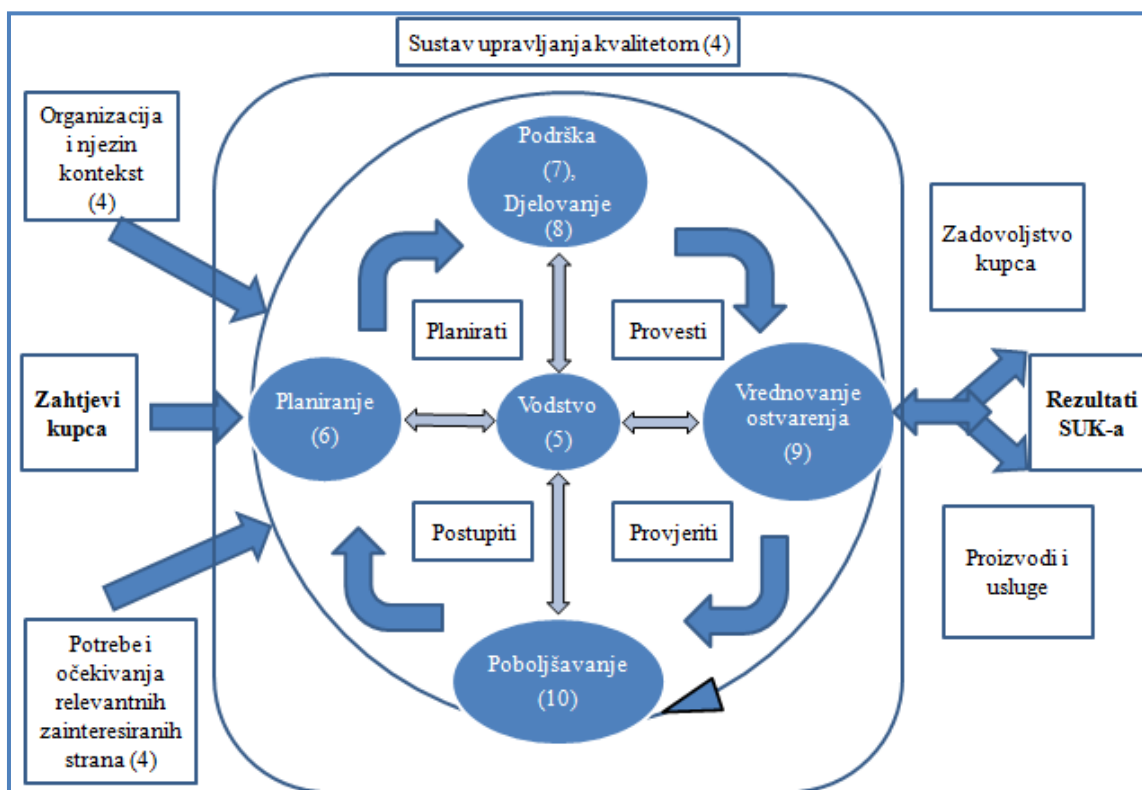 Sustav upravljanja kvalitetom (4)
Organizacija
i njezin
kontekst
(4)
Podrška
(7),
Djelovanje
(8)
Zadovoljstvo
kupca
Planirati
Provesti
Zahtjevi
kupca
Planiranje
(6)
Vodstvo
(5)
Vrednovanje
ostvarenja
(9)
Rezultati
SUK-a
Postupiti
Provjeriti
Proizvodi i
usluge
Potrebe i
očekivanja
relevantnih
zainteresiranih
strana (4)
Poboljšavanje
(10)